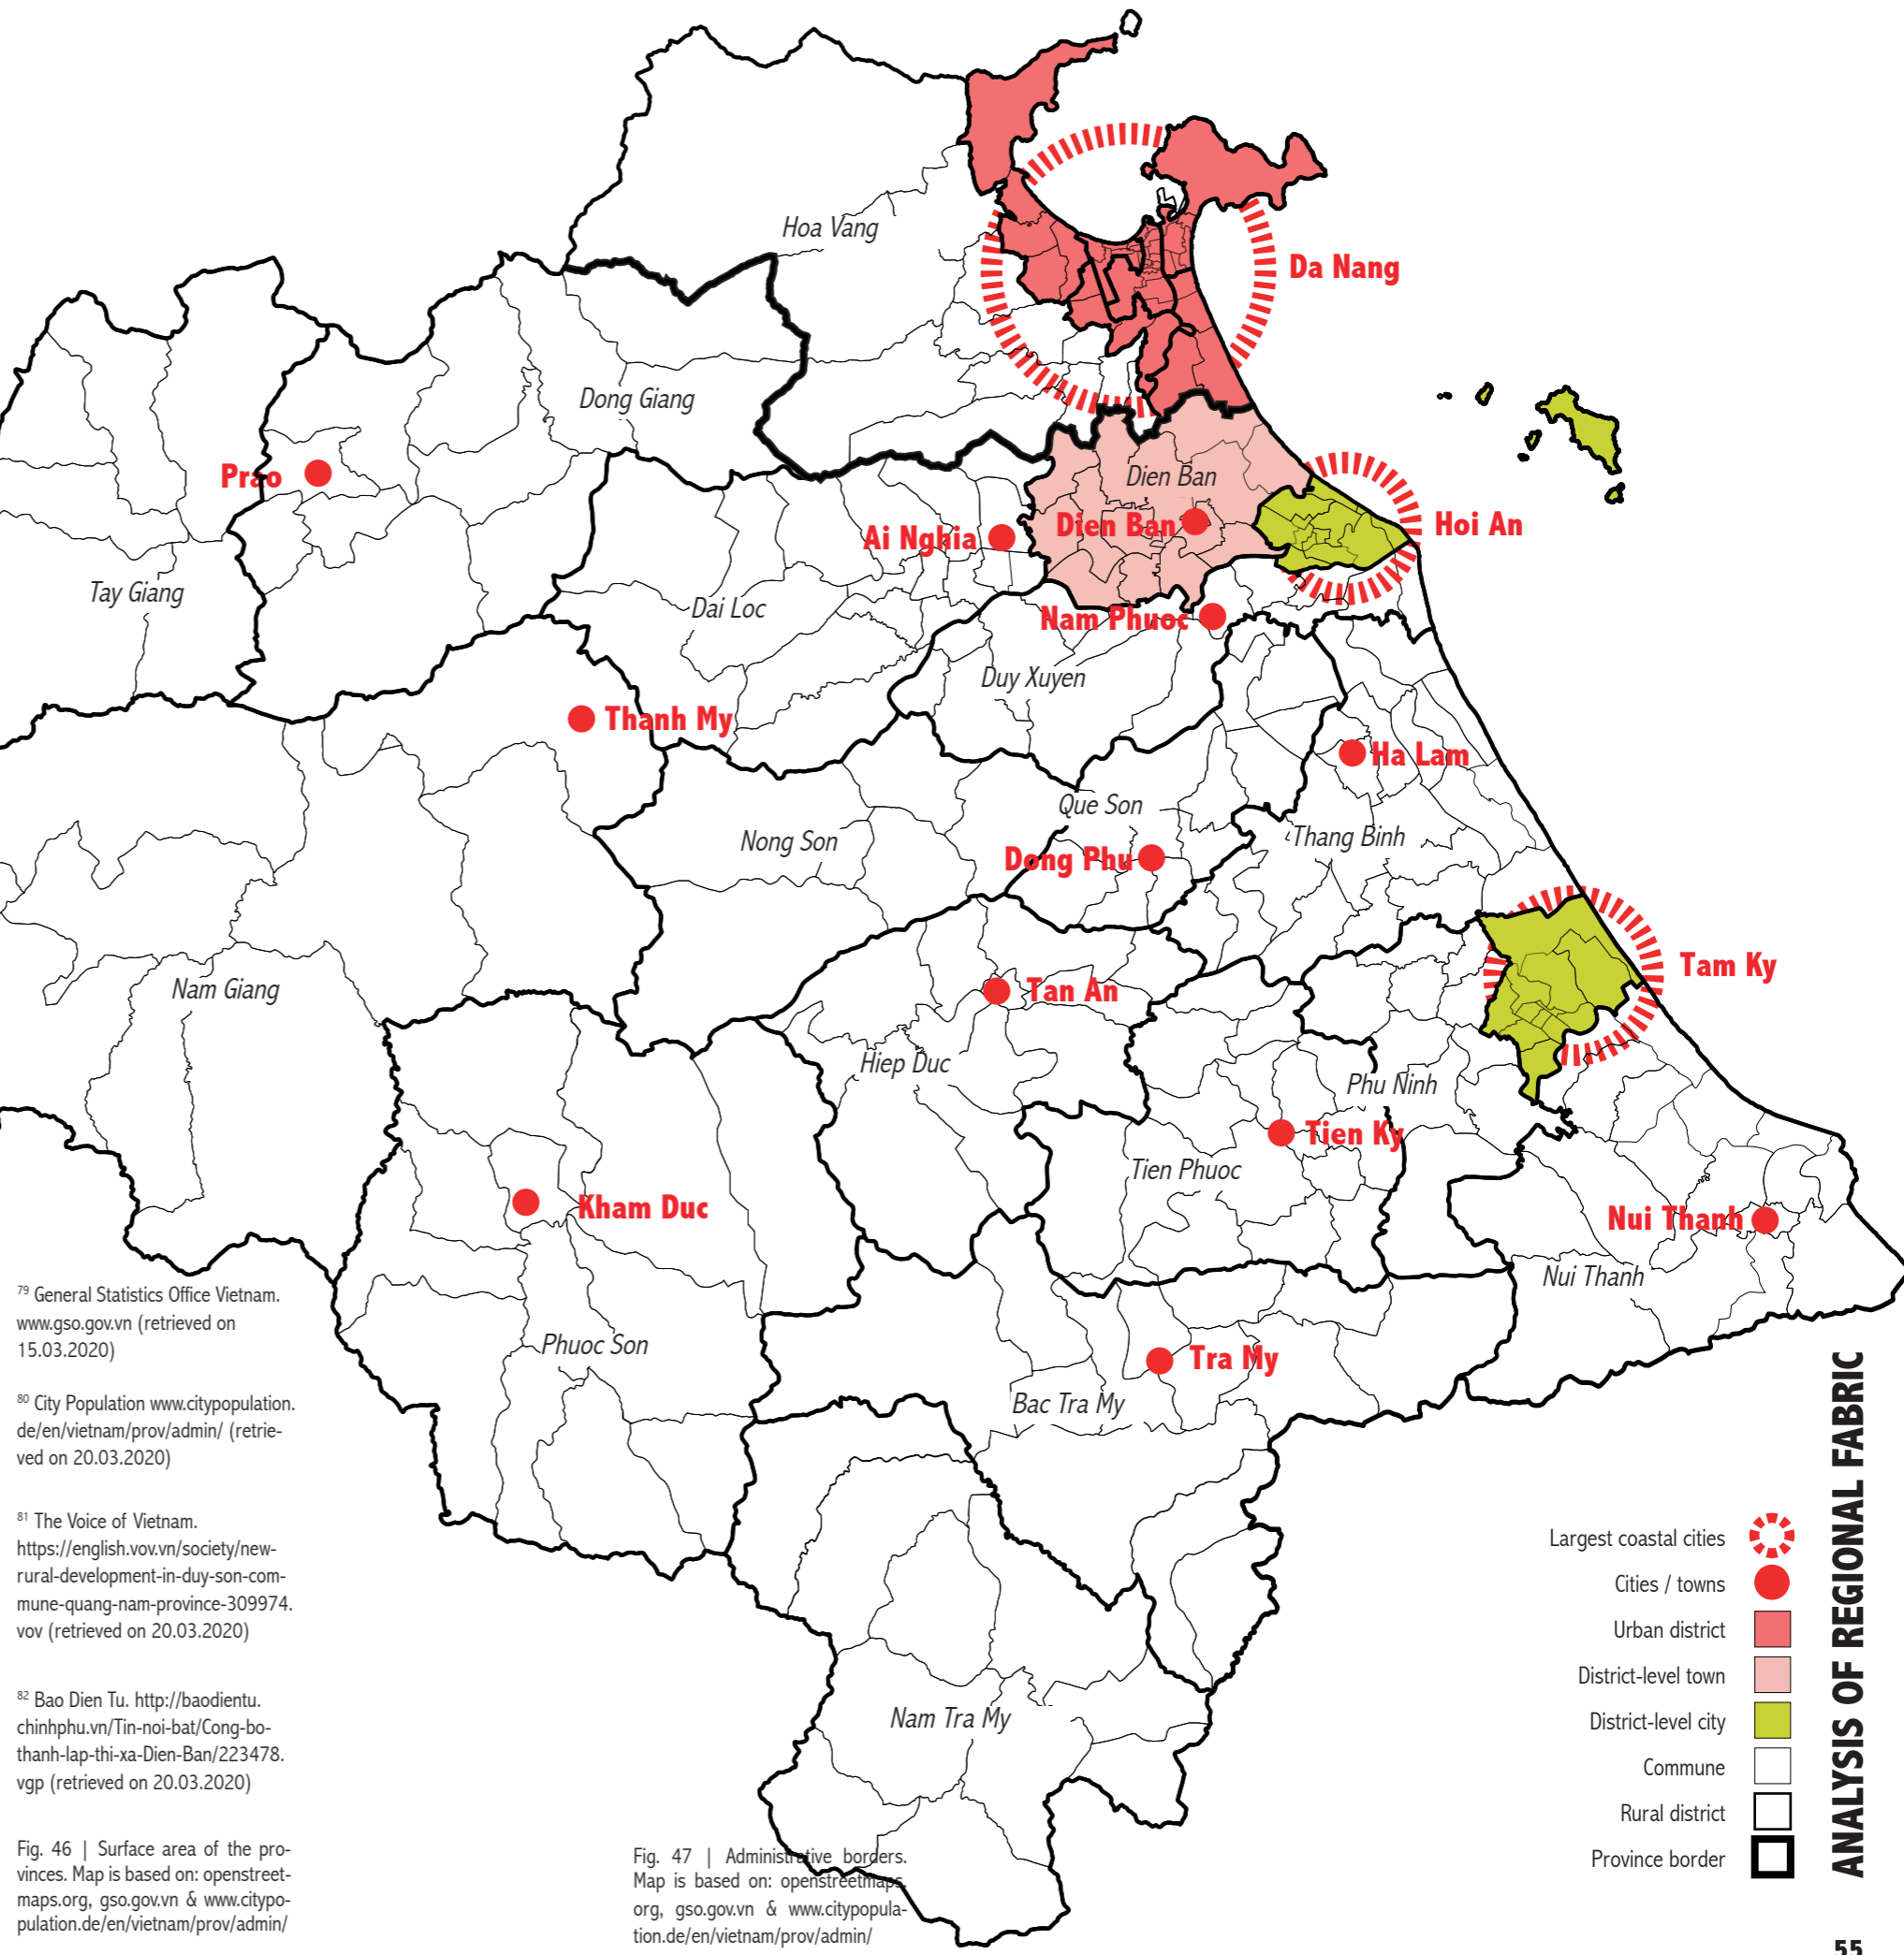 Hoa Vang
Da Nang
Dong Giang
Prao
Dien Ban
Ai Nghia
Dien Ban
Hoi An
Tay Giang
Dai Loc
Nam Phuoc
Duy Xuyen
Thanh My
Ha Lam
Que Son
Nong Son
Thang Binh
Dong Phu
Tam Ky
Nam Giang
Tan An
Hiep Duc
Phu Ninh
Tien Ky
Tien Phuoc
Kham Duc
Nui Thanh
Nui Thanh
Phuoc Son
Tra My
Bac Tra My
Nam Tra My
79 General Statistics Office Vietnam.
www.gso.gov.vn (retrieved on
15.03.2020)
80 City Population www.citypopulation.
de/en/vietnam/prov/admin/ (retrie-
ved on 20.03.2020)
81 The Voice of Vietnam.
https://english.vov.vn/society/new-
rural-development-in-duy-son-com-
mune-quang-nam-province-309974.
vov (retrieved on 20.03.2020)
82 Bao Dien Tu. http://baodientu.
chinhphu.vn/Tin-noi-bat/Cong-bo-
thanh-lap-thi-xa-Dien-Ban/223478.
vgp (retrieved on 20.03.2020)
Fig. 46 | Surface area of the pro-
vinces. Map is based on: openstreet-
maps.org, gso.gov.vn & www.citypo-
pulation.de/en/vietnam/prov/admin/
Fig. 47 | Administrative borders.
Map is based on: openstreetmaps.
org, gso.gov.vn & www.citypopula-
tion.de/en/vietnam/prov/admin/
Largest coastal cities
Cities / towns
Urban district
District-level town
District-level city
Commune
Rural district
Province border
ANALYSIS OF REGIONAL FABRIC
55